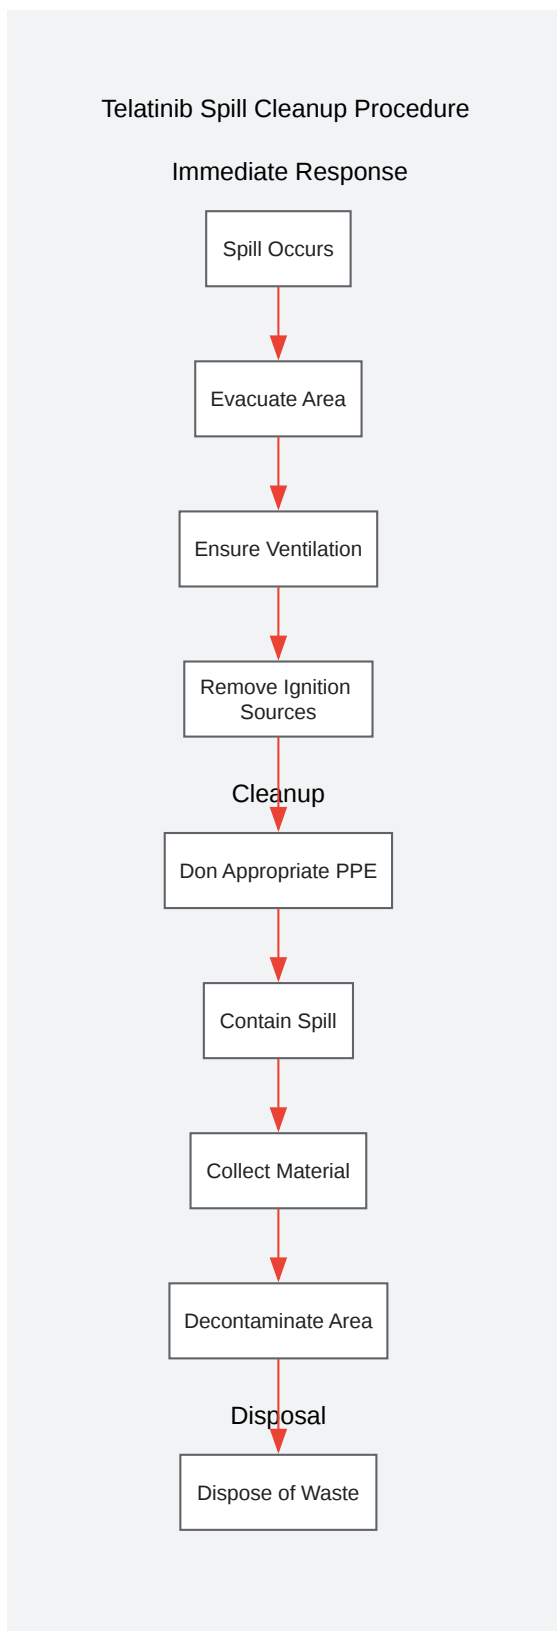 Telatinib Spill Cleanup Procedure
Immediate Response
Spill Occurs
Evacuate Area
Ensure Ventilation
Remove Ignition
Sources
Cleanup
Don Appropriate PPE
Contain Spill
Collect Material
Decontaminate Area
Disposal
Dispose of Waste